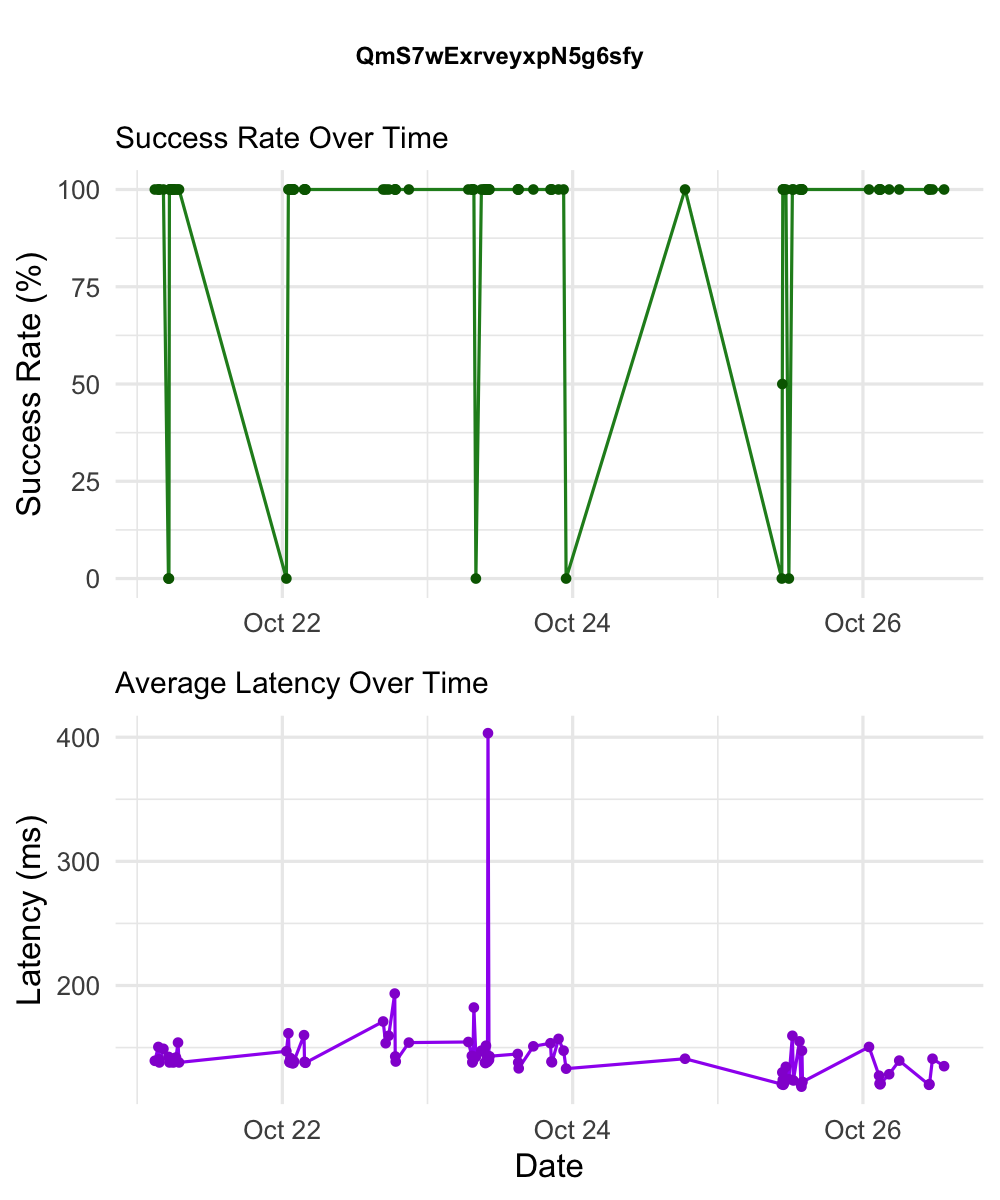 QmS7wExrveyxpN5g6sfy
Success Rate Over Time
Success Rate (%)
100
75
50
25
0
Oct 22
Oct 24
Oct 26
Average Latency Over Time
Latency (ms)
400
300
200
Oct 22
Oct 24
Oct 26
Date